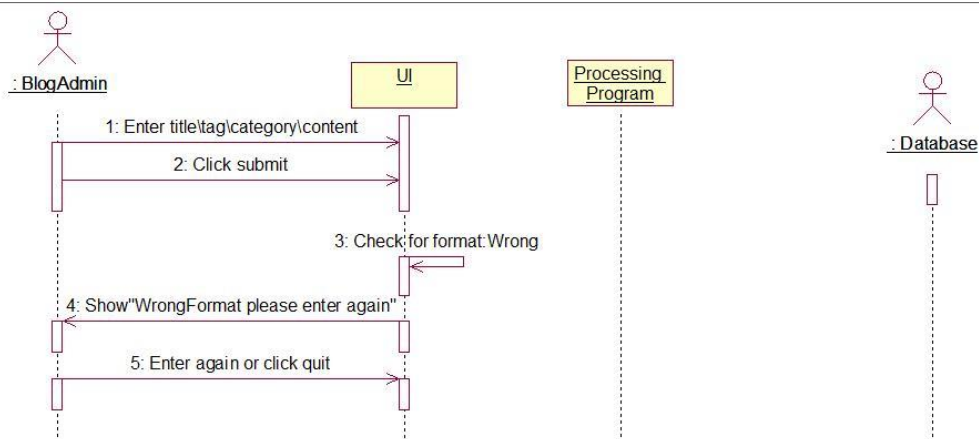 : BlogAdmin
UI
Processing
Program
: Database
1: Enter title\tag\category\content
2: Click submit
3: Check for format:Wrong
4: Show"WrongFormat please enter again"
5: Enter again or click quit